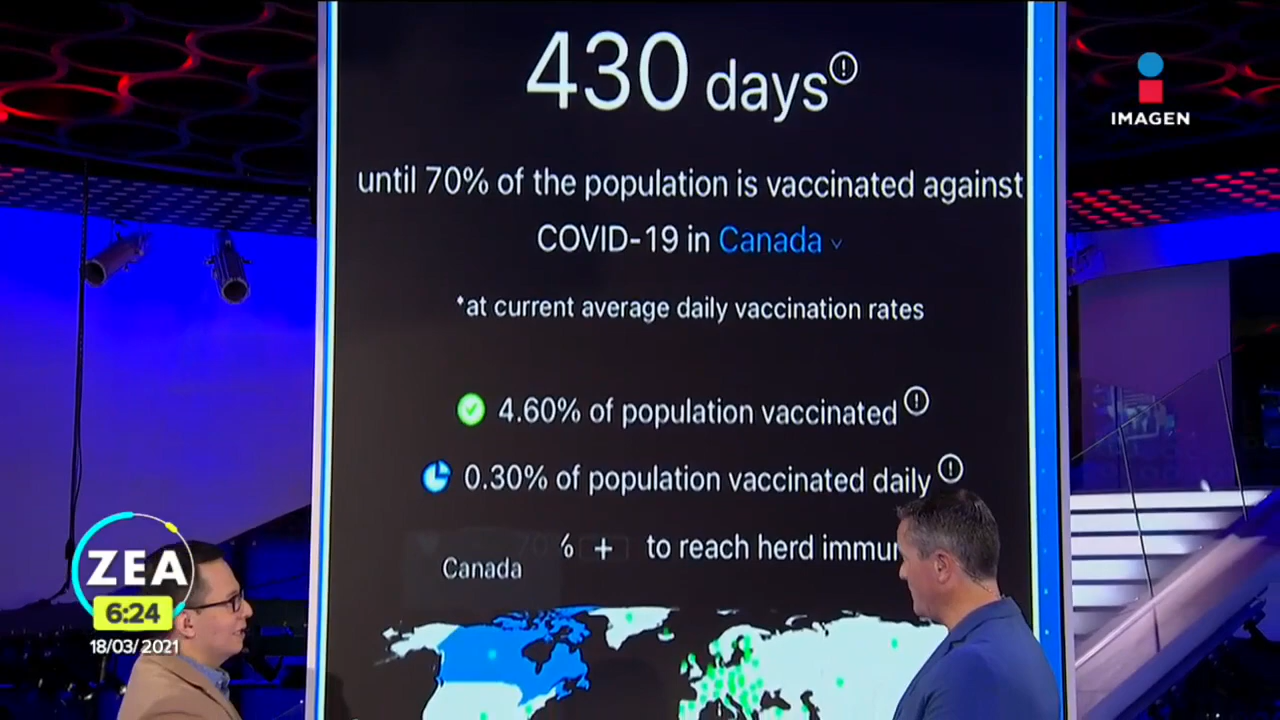 430 days
until 70% of the population is vaccinated against
COVID-19 in Canada
*at current average daily vaccination rates
4.60% of population vaccinated
0.30% of population vaccinated daily
70 % + to reach herd
Canada
IMAGEN
ZEA
6:24
18/03/2021